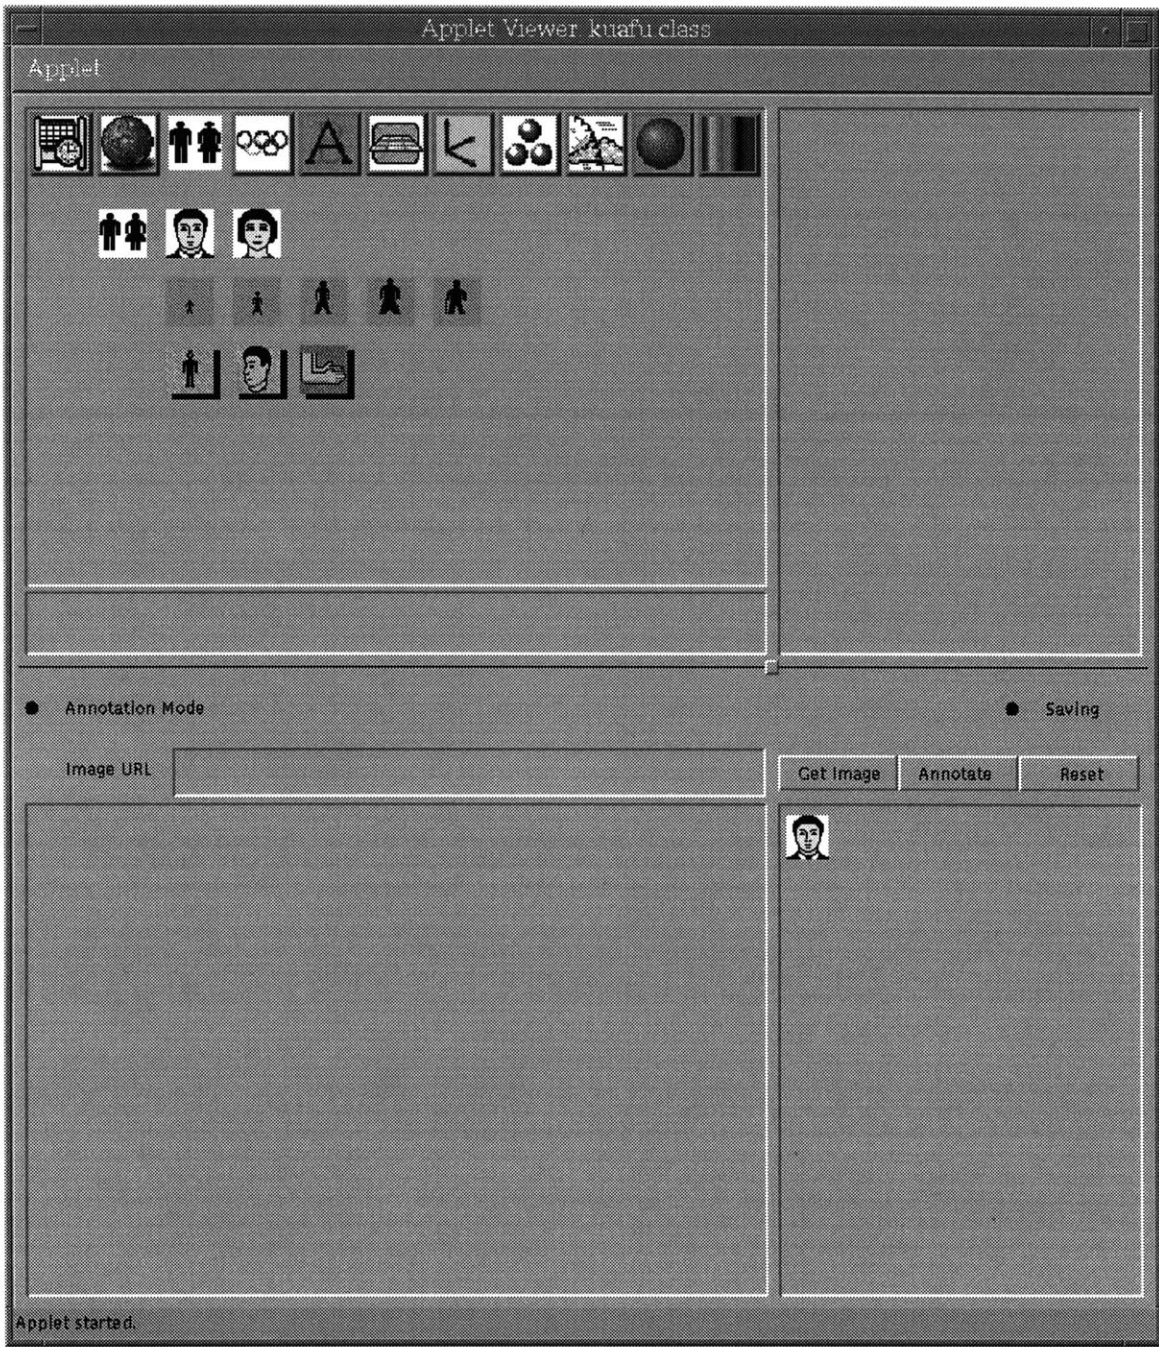 Applet Viewer kuafu class
Applet
A
Annotation Mode
Saving
Image URL
Get Image
Annotate
Reset
Applet started.